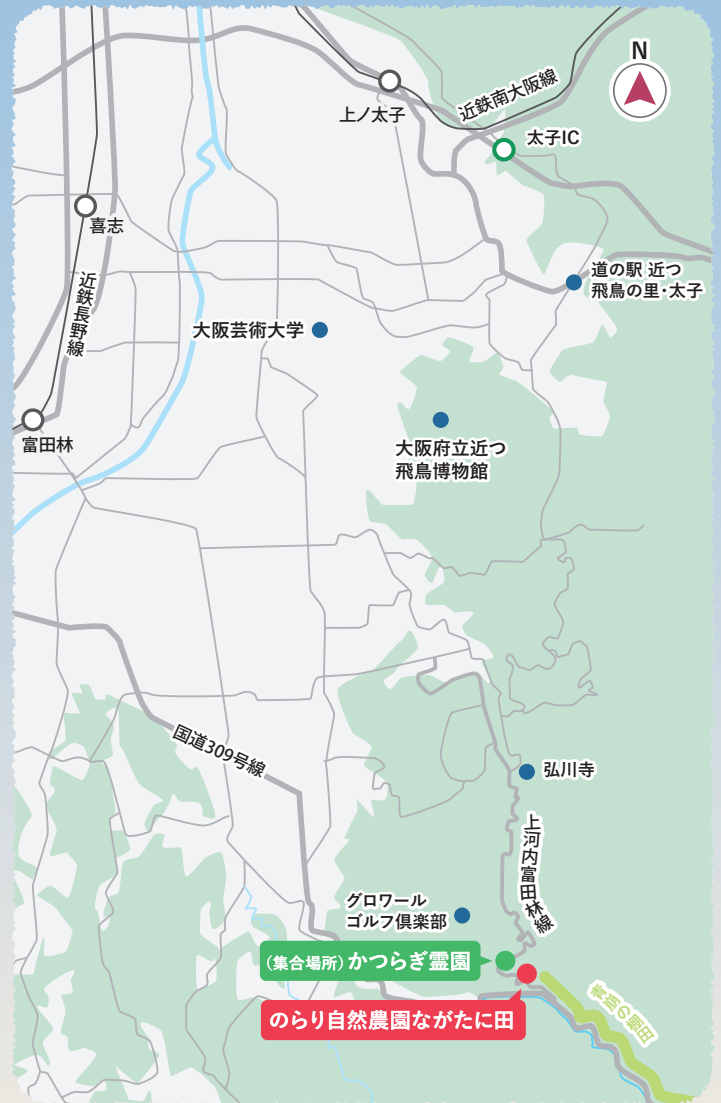 N
上ノ太子
近鉄南大阪線
太子IC
喜志
近鉄長野線
道の駅 近つ
飛鳥の里・太子
大阪芸術大学
富田林
大阪府立近つ
飛鳥博物館
国道309号線
弘川寺
上河内富田林線
グロワール
ゴルフ倶楽部
（集合場所）かつらぎ霊園
のらり自然農園ながたに田
の棚田